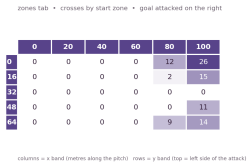 zones tab • crosses by start zone • goal attacked on the right
0 20 40 60 80 100
0 0 0 0 0 12 26
16 0 0 0 0 2 15
32 0 0 0 0 0 0
48 0 0 0 0 0 11
64 0 0 0 0 9 14
columns = x band (metres along the pitch) rows = y band (top = left side of the attack)